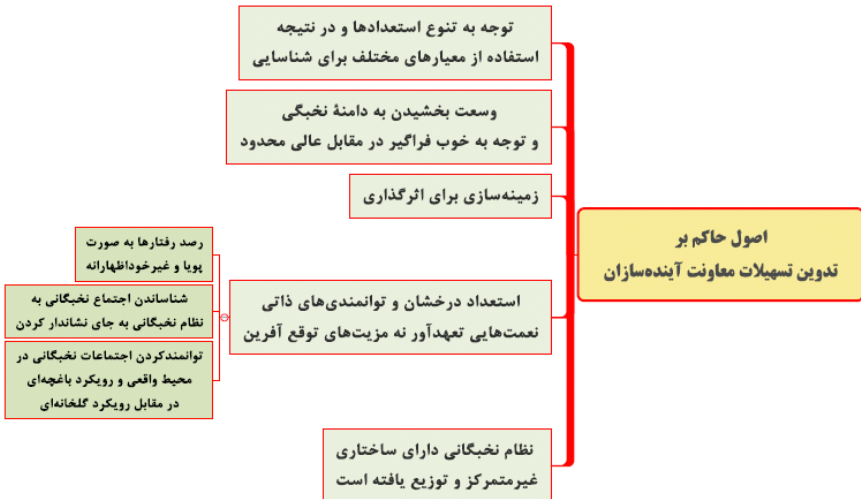 اصول حاکم بر
تدوین تسهیلات معاونت آینده‌سازان
توجه به تنوع استعدادها و در نتیجه
استفاده از معیارهای مختلف برای شناسایی
وسعت بخشیدن به دامنهٔ نخبگی
و توجه به خوب فراگیر در مقابل عالی محدود
زمینه‌سازی برای اثرگذاری
استعداد درخشان و توانمندی‌های ذاتی
نعمت‌هایی تعهدآور نه مزیت‌های توقع آفرین
رصد رفتارها به صورت
پویا و غیرخوداظهارانه
شناساندن اجتماع نخبگانی به
نظام نخبگانی به جای نشاندار کردن
توانمندکردن اجتماعات نخبگانی در
محیط واقعی و رویکرد باغچه‌ای
در مقابل رویکرد گلخانه‌ای
نظام نخبگانی دارای ساختاری
غیرمتمرکز و توزیع یافته است